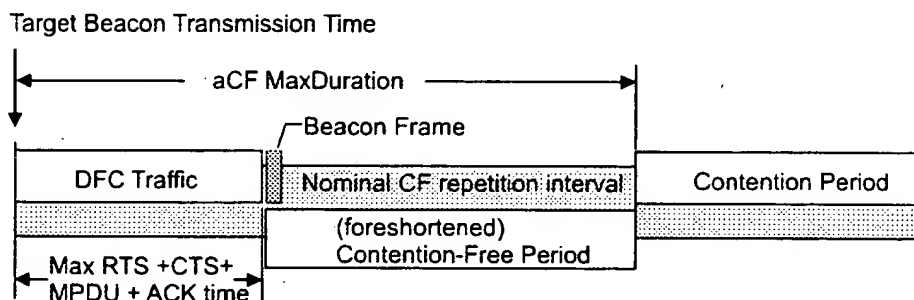 Target Beacon Transmission Time
aCF MaxDuration
Beacon Frame
DFC Traffic
Nominal CF repetition interval
Contention Period
(foreshortened)
Contention-Free Period
Max RTS +CTS+
MPDU + ACK time